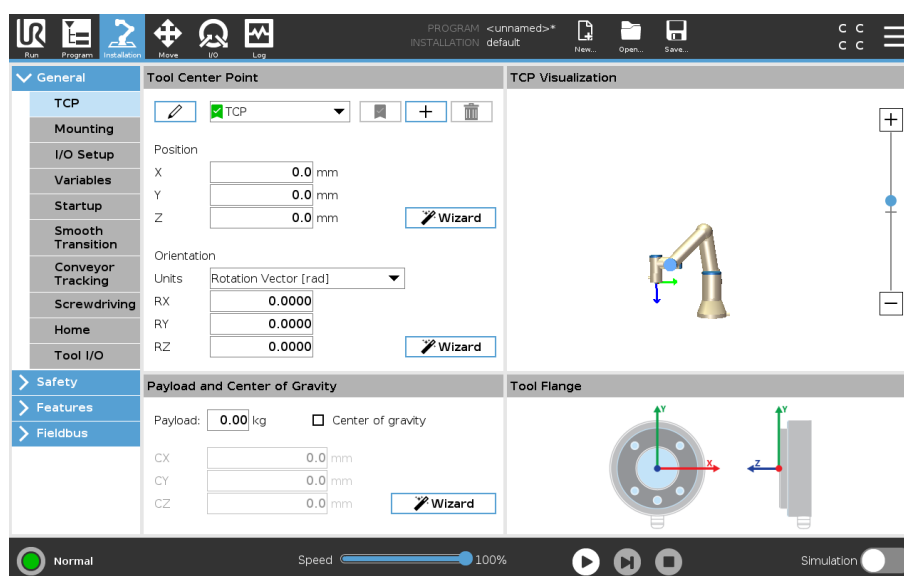 UR
PROGRAM <unnamed>*
INSTALLATION default
Run Program Installation Move I/O Log
New... Open... Save...
C C
C C
General
TCP
Mounting
I/O Setup
Variables
Startup
Smooth
Transition
Conveyor
Tracking
Screwdriving
Home
Tool I/O
Safety
Features
Fieldbus
Tool Center Point
TCP
Position
X 0.0 mm
Y 0.0 mm
Z 0.0 mm
Wizard
Orientation
Units Rotation Vector [rad]
RX 0.0000
RY 0.0000
RZ 0.0000
Wizard
Payload and Center of Gravity
Payload: 0.00 kg Center of gravity
CX 0.0 mm
CY 0.0 mm
CZ 0.0 mm
Wizard
TCP Visualization
Tool Flange
Y Y
X Z
Normal
Speed 100%
Simulation